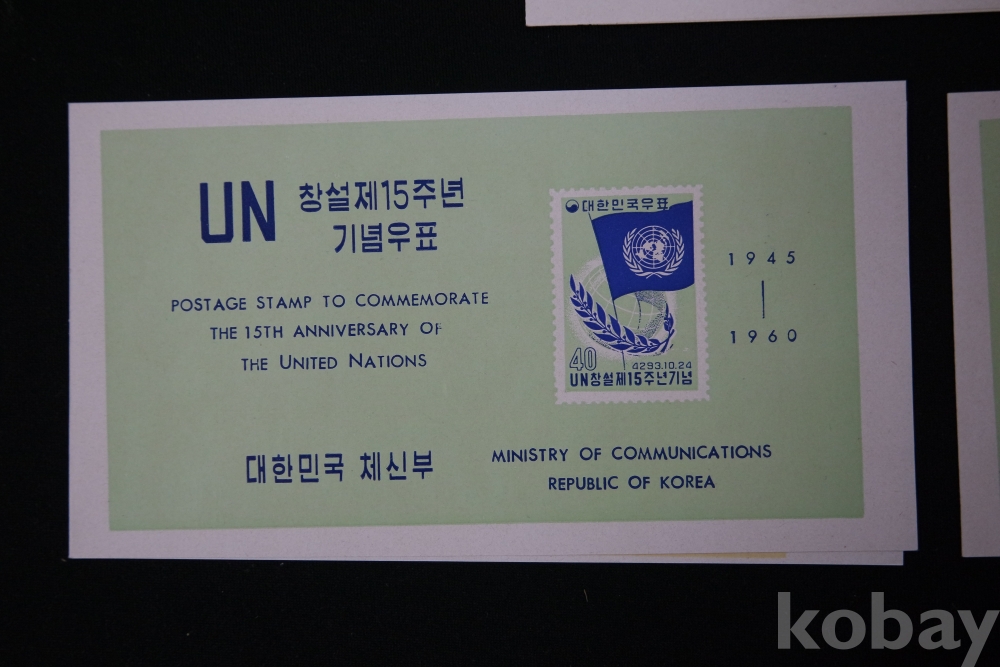 UN 창설제15주년
기념우표
POSTAGE STAMP TO COMMEMORATE
THE 15TH ANNIVERSARY OF
THE UNITED NATIONS
대한민국우표
40
4293.10.24
UN창설제15주년기념
1945
1960
대한민국 체신부
MINISTRY OF COMMUNICATIONS
REPUBLIC OF KOREA
kobay